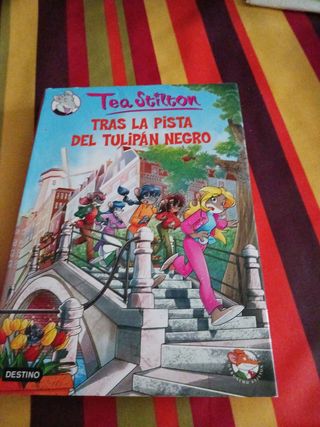 Tea Stilton
TRAS LA PISTA
DEL TULIPÁN NEGRO
DESTINO